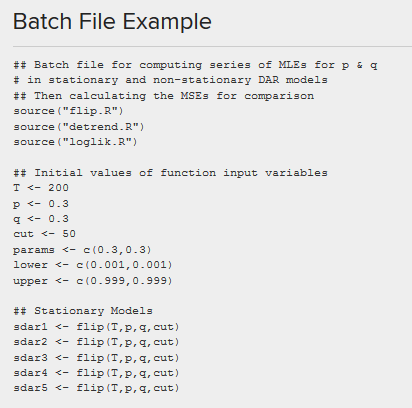 Batch File Example
## Batch file for computing series of MLEs for p & q
# in stationary and non-stationary DAR models
## Then calculating the MSEs for comparison
source("flip.R")
source("detrend.R")
source("loglik.R")
## Initial values of function input variables
T <- 200
p <- 0.3
q <- 0.3
cut <- 50
params <- c(0.3,0.3)
lower <- c(0.001,0.001)
upper <- c(0.999,0.999)
## Stationary Models
sdar1 <- flip(T,p,q,cut)
sdar2 <- flip(T,p,q,cut)
sdar3 <- flip(T,p,q,cut)
sdar4 <- flip(T,p,q,cut)
sdar5 <- flip(T,p,q,cut)